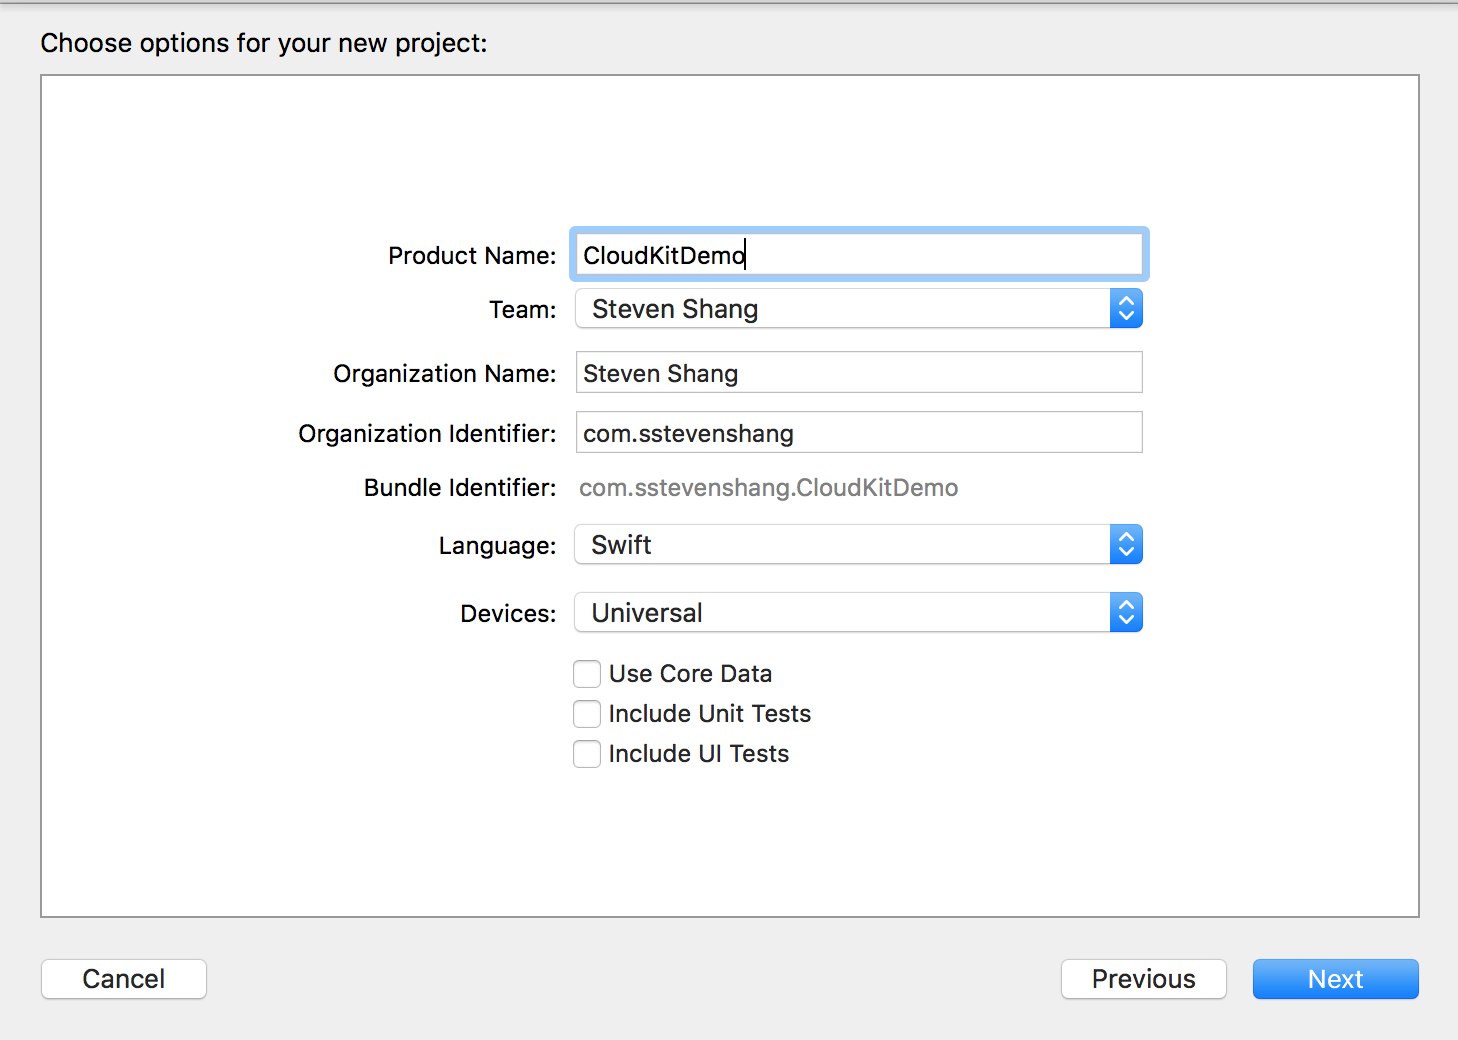 Choose options for your new project:
Product Name: CloudKitDemo
Team: Steven Shang
Organization Name: Steven Shang
Organization Identifier: com.sstevenshang
Bundle Identifier: com.sstevenshang.CloudKitDemo
Language: Swift
Devices: Universal
Use Core Data
Include Unit Tests
Include UI Tests
Cancel Previous Next